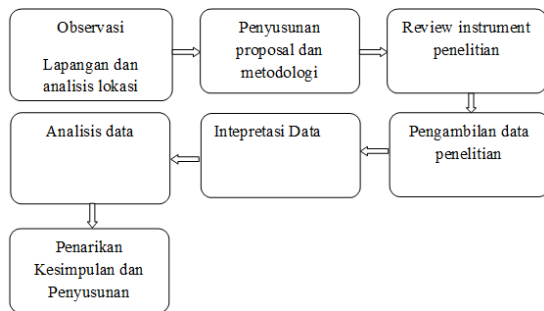 Observasi
Lapangan dan
analisis lokasi
Penyusunan
proposal dan
metodologi
Review instrument
penelitian
Pengambilan data
penelitian
Intepretasi Data
Analisis data
Penarikan
Kesimpulan dan
Penyusunan